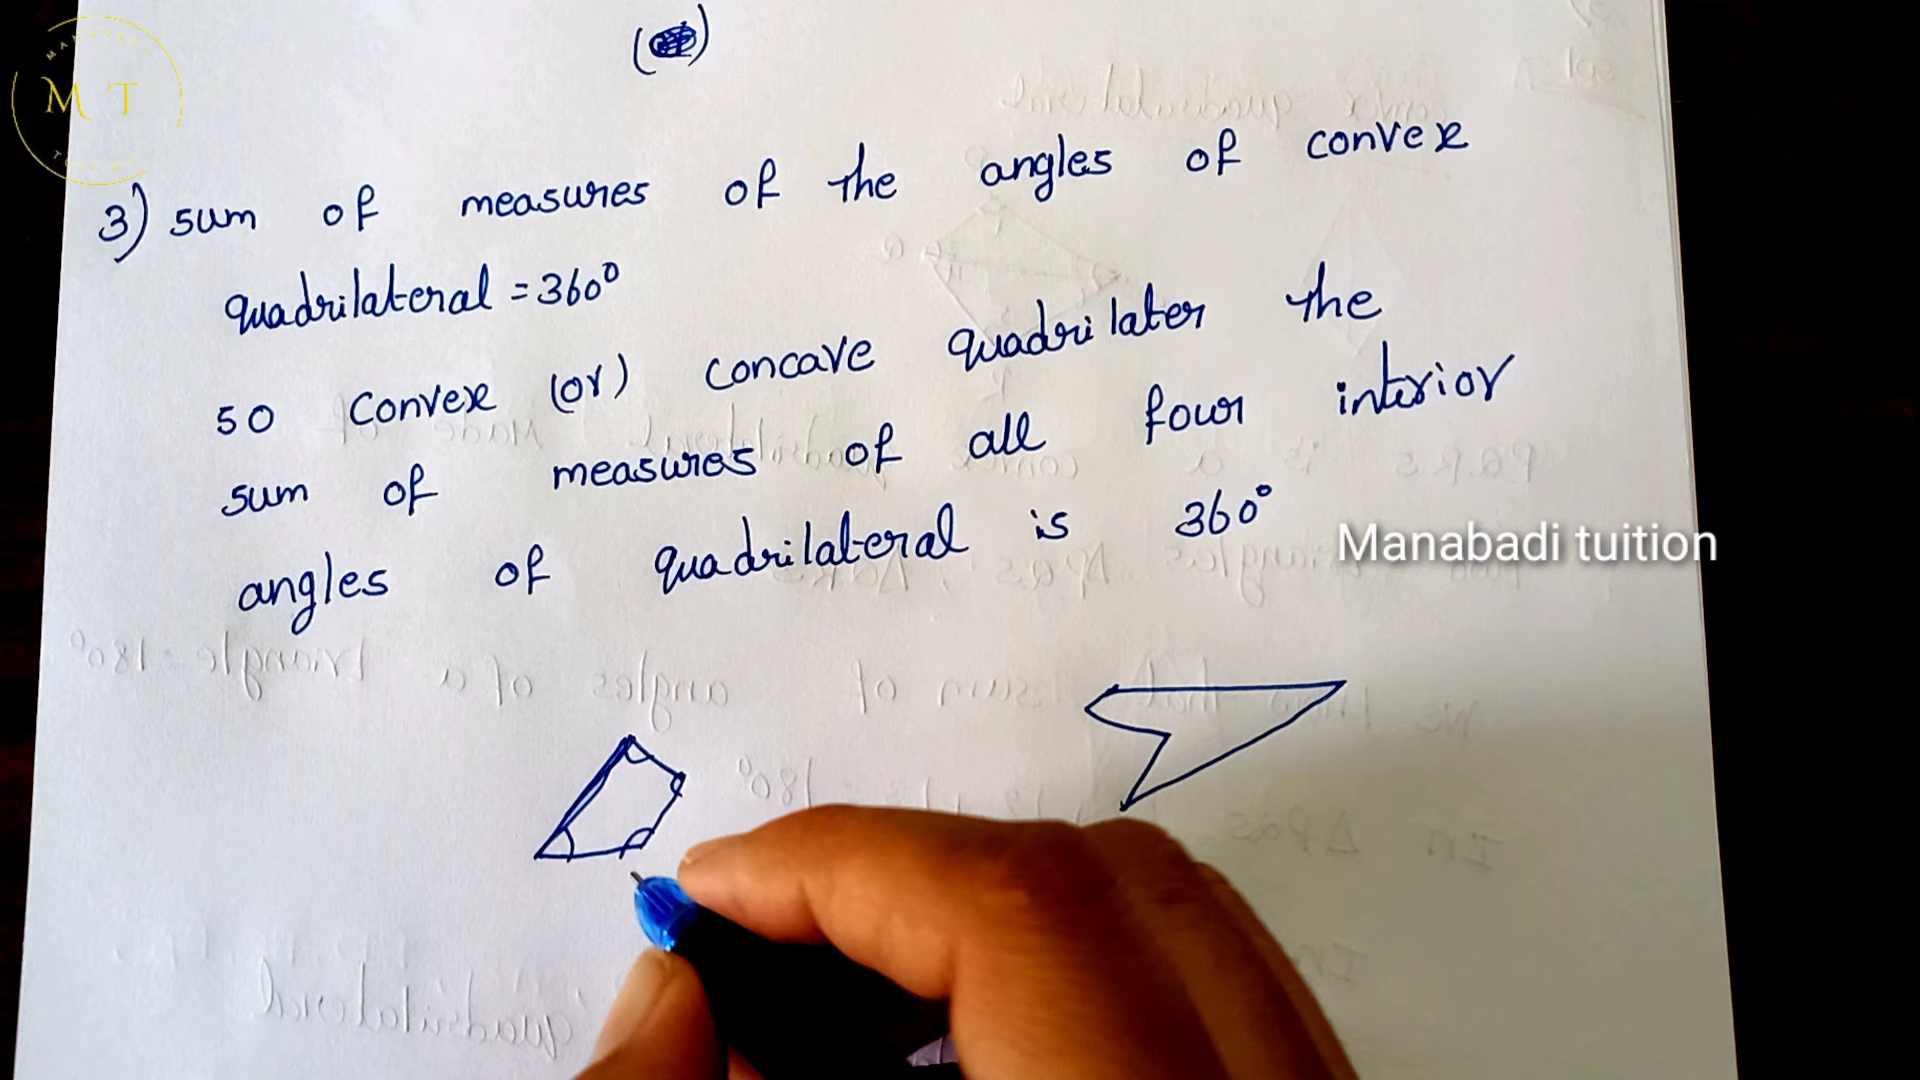 M T
3) sum of measures of the angles of convex
quadrilateral = 360°
so convex (or) concave quadrilater the
sum of measures of all four interior
angles of quadrilateral is 360°
Manabadi tuition